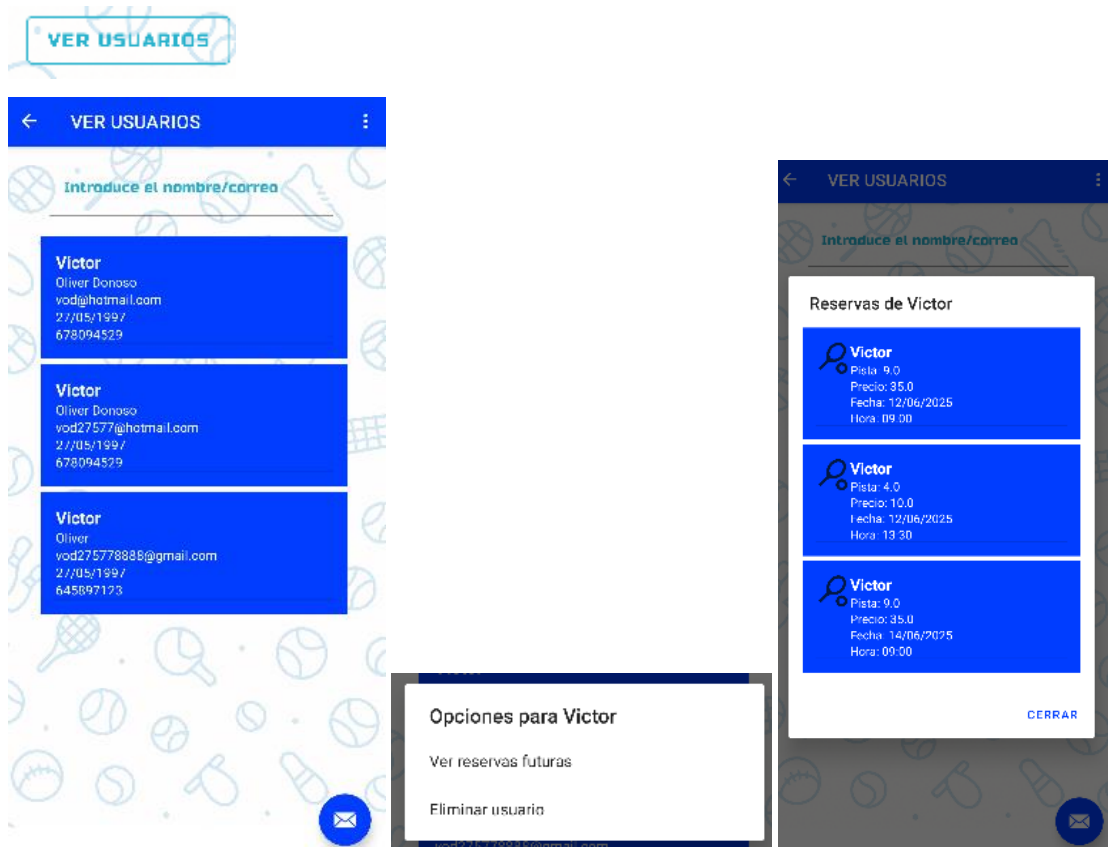 VER USUARIOS
VER USUARIOS
Introduce el nombre/correo
Victor
Oliver Donoso
vod@hotmail.com
27/05/1997
678094529
Victor
Oliver Donoso
vod27577@hotmail.com
27/05/1997
678094529
Victor
Oliver
vod275778888@gmail.com
27/05/1997
645897123
Opciones para Victor
Ver reservas futuras
Eliminar usuario
vod275778888@gmail.com
VER USUARIOS
Introduce el nombre/correo
Reservas de Victor
Victor
Pista: 9.0
Precio: 35.0
Fecha: 12/06/2025
Hora: 09:00
Victor
Pista: 4.0
Precio: 10.0
Fecha: 12/06/2025
Hora: 13:30
Victor
Pista: 9.0
Precio: 35.0
Fecha: 14/06/2025
Hora: 09:00
CERRAR